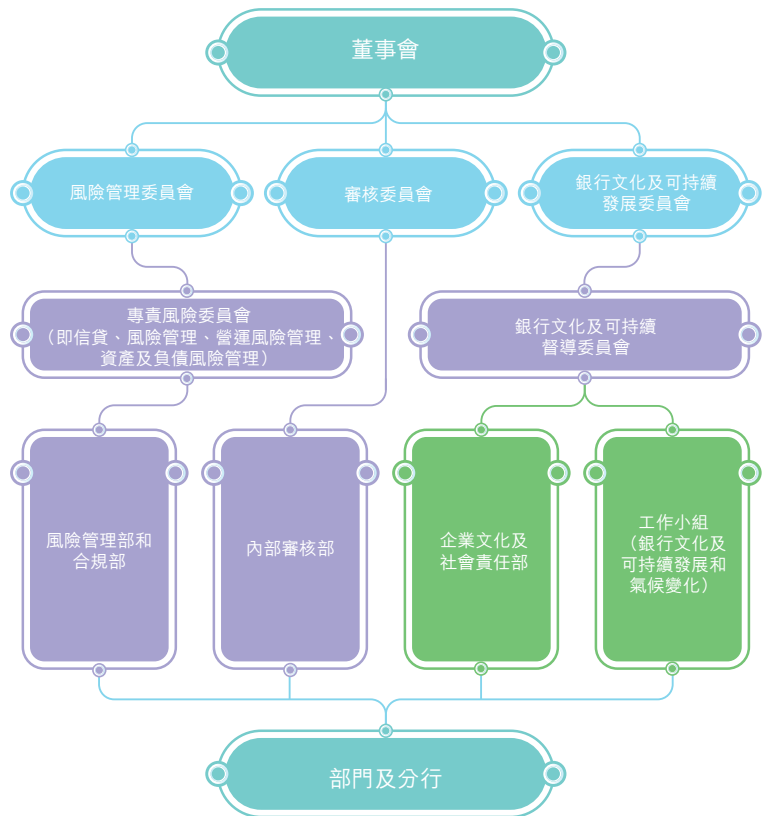 董事會
風險管理委員會
審核委員會
銀行文化及可持續
發展委員會
專責風險委員會
（即信貸、風險管理、營運風險管理、
資產及負債風險管理）
銀行文化及可持續
督導委員會
風險管理部和
合規部
內部審核部
企業文化及
社會責任部
工作小組
（銀行文化及
可持續發展和
氣候變化）
部門及分行